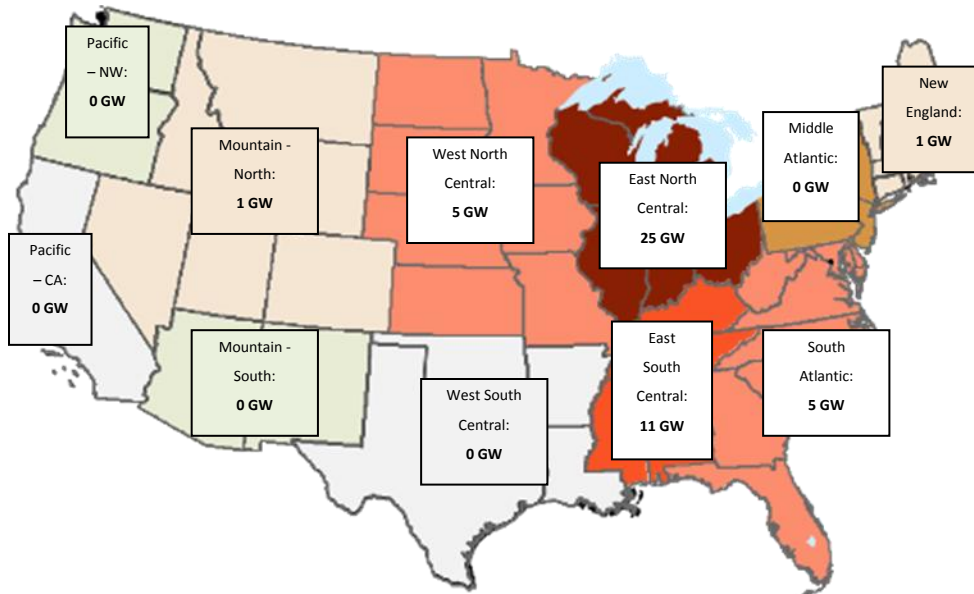 Pacific
– NW:
0 GW
New
England:
1 GW
Middle
Atlantic:
0 GW
Mountain -
North:
1 GW
West North
Central:
5 GW
East North
Central:
25 GW
Pacific
– CA:
0 GW
Mountain -
South:
0 GW
West South
Central:
0 GW
East
South
Central:
11 GW
South
Atlantic:
5 GW